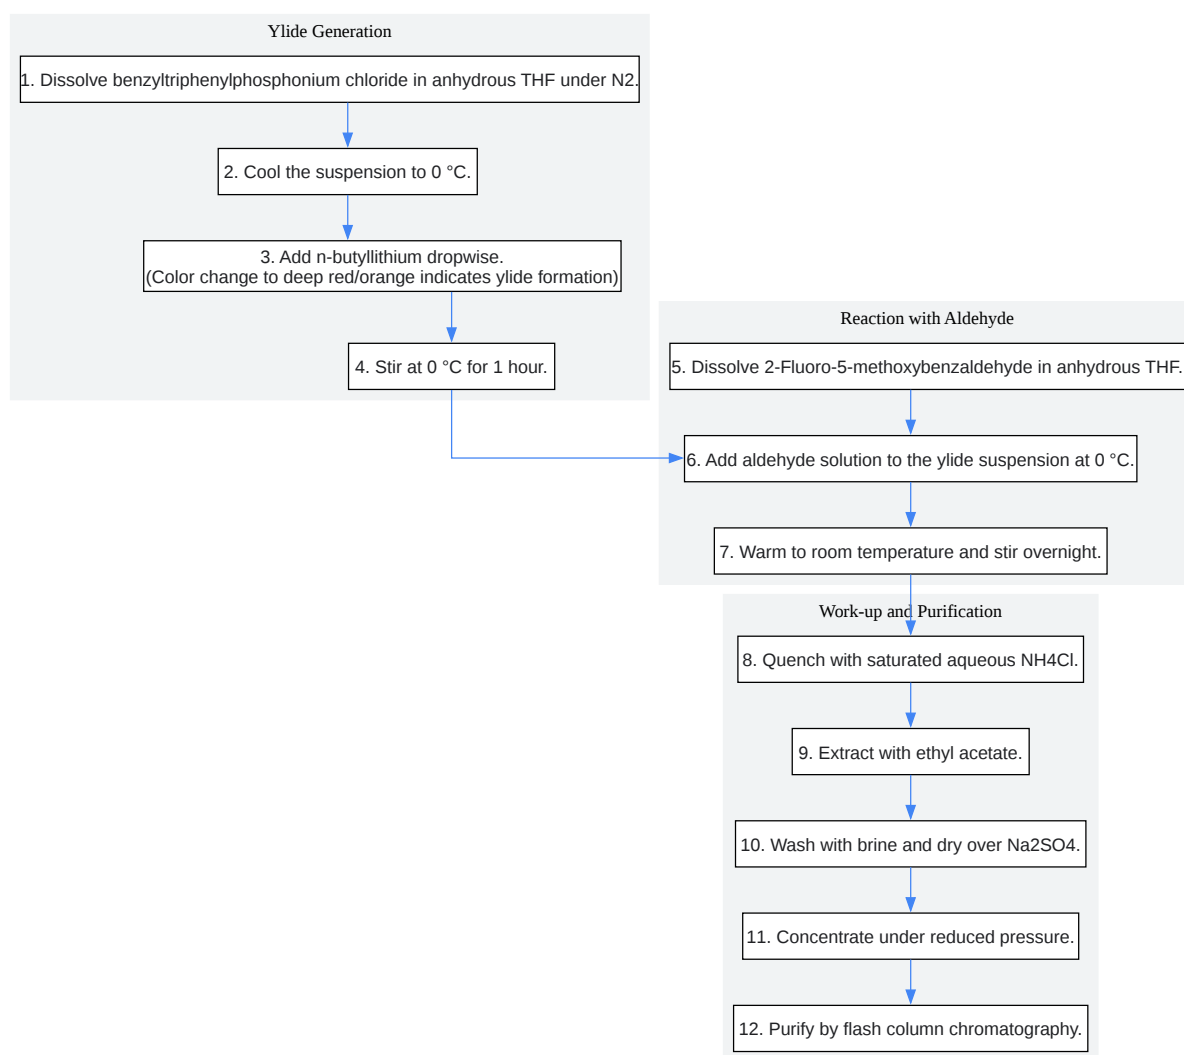 Ylide Generation
1. Dissolve benzyltriphenylphosphonium chloride in anhydrous THF under N2.
2. Cool the suspension to 0 °C.
3. Add n-butyllithium dropwise.
(Color change to deep red/orange indicates ylide formation)
4. Stir at 0 °C for 1 hour.
Reaction with Aldehyde
5. Dissolve 2-Fluoro-5-methoxybenzaldehyde in anhydrous THF.
6. Add aldehyde solution to the ylide suspension at 0 °C.
7. Warm to room temperature and stir overnight.
Work-up and Purification
8. Quench with saturated aqueous NH4Cl.
9. Extract with ethyl acetate.
10. Wash with brine and dry over Na2SO4.
11. Concentrate under reduced pressure.
12. Purify by flash column chromatography.